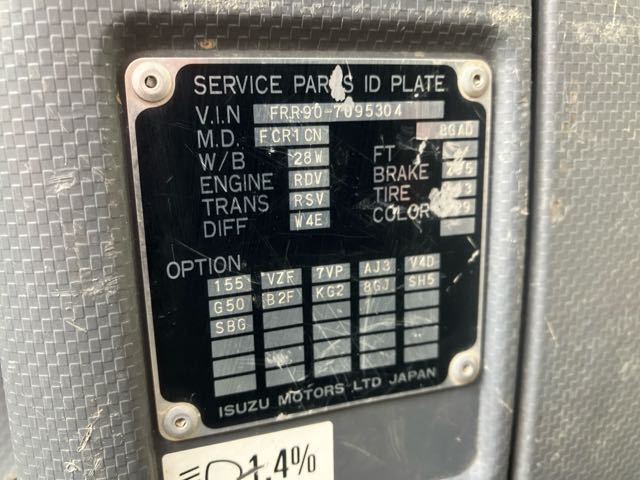 SERVICE PARTS ID PLATE
V.I.N FRR90-7095304
M.D. FCR1CN 8GAD
W/B 28W FT
ENGINE RDV BRAKE
TRANS RSV TIRE
DIFF W4E COLOR
OPTION
155 VZF 7VP AJ3 V4D
G50 B2F KG2 8GJ SH5
SBG
ISUZU MOTORS LTD JAPAN
1.4%